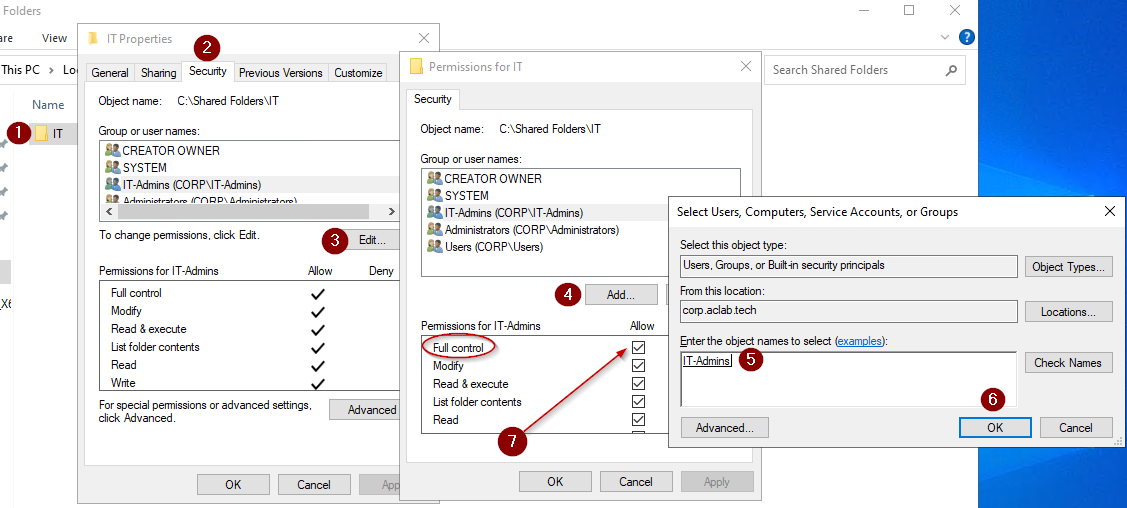 Folders
are
View
This PC
Lo
Name
1
IT
_X6
IT Properties
2
General
Sharing
Security
Previous Versions
Customize
Object name: C:\Shared Folders\IT
Group or user names:
CREATOR OWNER
SYSTEM
IT-Admins (CORP\IT-Admins)
Administrators (CORP\Administrators)
To change permissions, click Edit.
3
Edit...
Permissions for IT-Admins Allow Deny
Full control
Modify
Read & execute
List folder contents
Read
Write
For special permissions or advanced settings,
click Advanced.
Advanced
OK
Cancel
App
Permissions for IT
Security
Object name: C:\Shared Folders\IT
Group or user names:
CREATOR OWNER
SYSTEM
IT-Admins (CORP\IT-Admins)
Administrators (CORP\Administrators)
Users (CORP\Users)
4
Add...
Permissions for IT-Admins Allow
Full control
Modify
Read & execute
List folder contents
Read
7
OK
Cancel
Apply
?
Search Shared Folders
Select Users, Computers, Service Accounts, or Groups
Select this object type:
Users, Groups, or Built-in security principals
Object Types...
From this location:
corp.aclab.tech
Locations...
Enter the object names to select (examples):
IT-Admins
5
Check Names
6
Advanced...
OK
Cancel